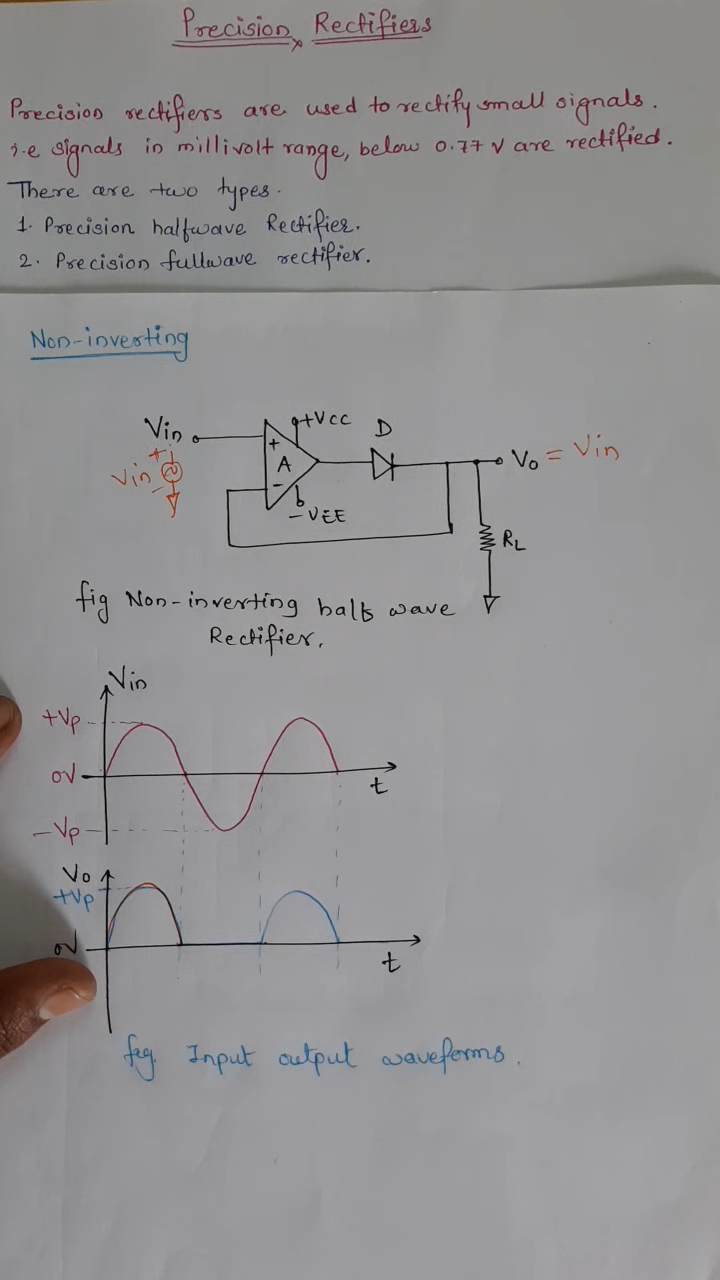 Precision Rectifiers
Precision rectifiers are used to rectify small signals.
i.e signals in millivolt range, below 0.77 V are rectified.
There are two types.
1. Precision halfwave Rectifier.
2. Precision fullwave rectifier.
Non-inverting
+Vcc
D
Vin
+
A
Vo = Vin
+
Vin
-
-
-VEE
RL
fig Non-inverting half wave
Rectifier.
Vin
+Vp
0V
t
-Vp
Vo
+Vp
0V
t
fig. Input output waveforms.